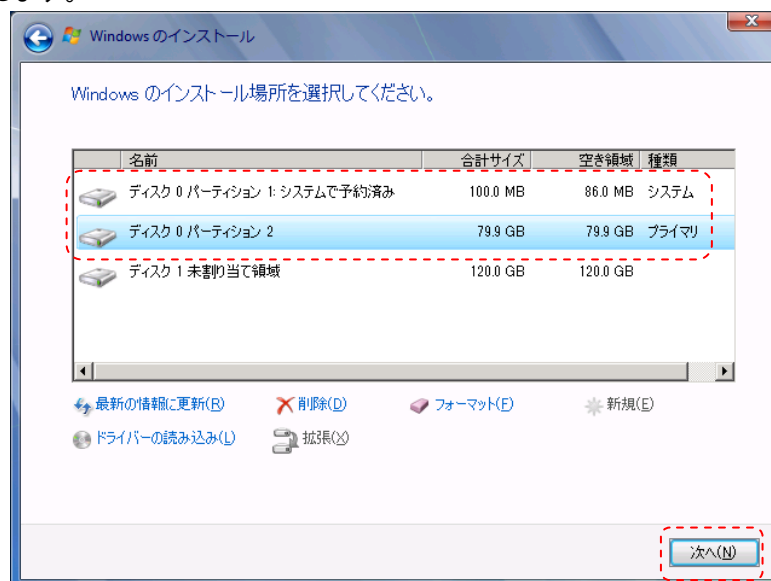 Windows のインストール
Windows のインストール場所を選択してください。
名前 合計サイズ 空き領域 種類
ディスク 0 パーティション 1: システムで予約済み 100.0 MB 86.0 MB システム
ディスク 0 パーティション 2 79.9 GB 79.9 GB プライマリ
ディスク 1 未割り当て領域 120.0 GB 120.0 GB
最新の情報に更新(R) 削除(D) フォーマット(F) 新規(E)
ドライバーの読み込み(L) 拡張(X)
次へ(N)